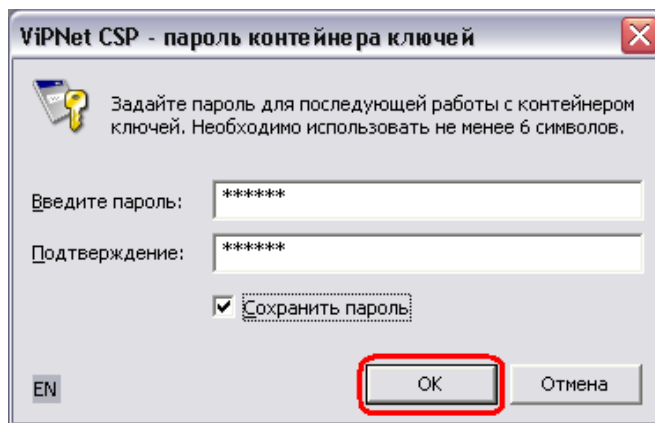 ViPNet CSP - пароль контейнера ключей
Задайте пароль для последующей работы с контейнером
ключей. Необходимо использовать не менее 6 символов.
Введите пароль:
******
Подтверждение:
******
Сохранить пароль
EN
OK
Отмена